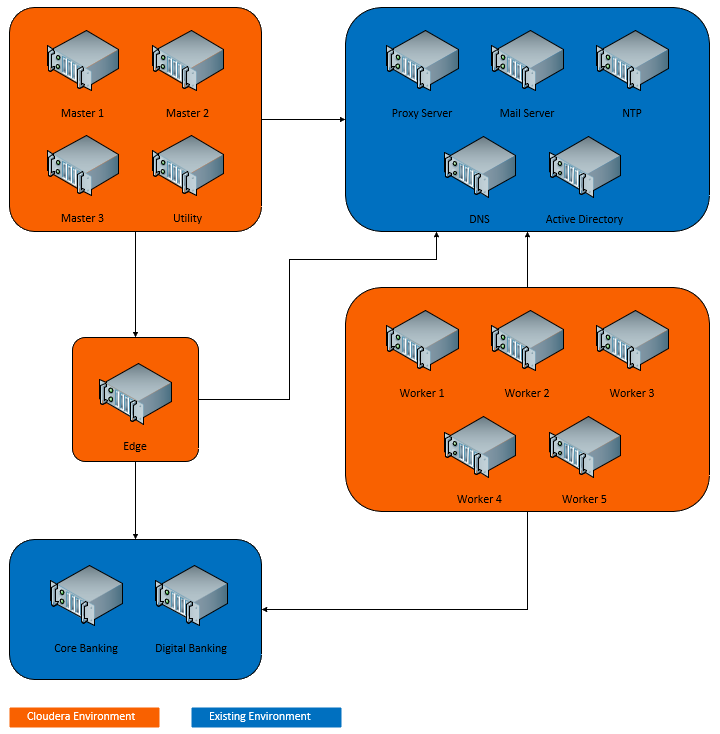 Master 1
Master 2
Master 3
Utility
Proxy Server
Mail Server
NTP
DNS
Active Directory
Edge
Worker 1
Worker 2
Worker 3
Worker 4
Worker 5
Core Banking
Digital Banking
Cloudera Environment
Existing Environment